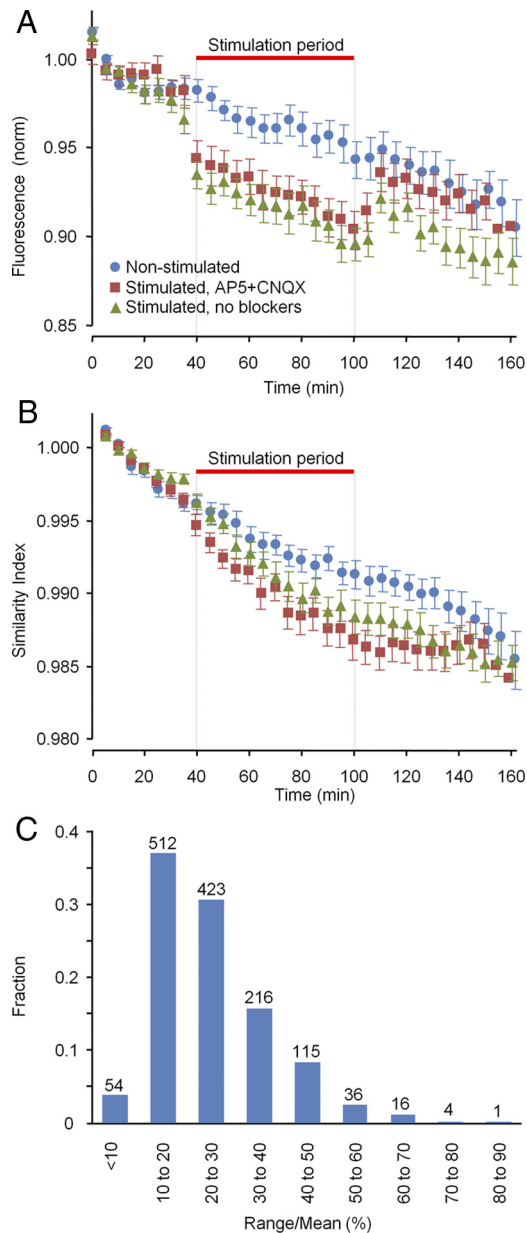 A
Stimulation period
1.00
0.95
0.90
0.85
Fluorescence (norm)
Non-stimulated
Stimulated, AP5+CNQX
Stimulated, no blockers
0 20 40 60 80 100 120 140 160
Time (min)
B
Stimulation period
1.000
0.995
0.990
0.985
0.980
Similarity Index
0 20 40 60 80 100 120 140 160
Time (min)
C
0.4
0.3
0.2
0.1
0
Fraction
54
512
423
216
115
36
16
4
1
<10
10 to 20
20 to 30
30 to 40
40 to 50
50 to 60
60 to 70
70 to 80
80 to 90
Range/Mean (%)